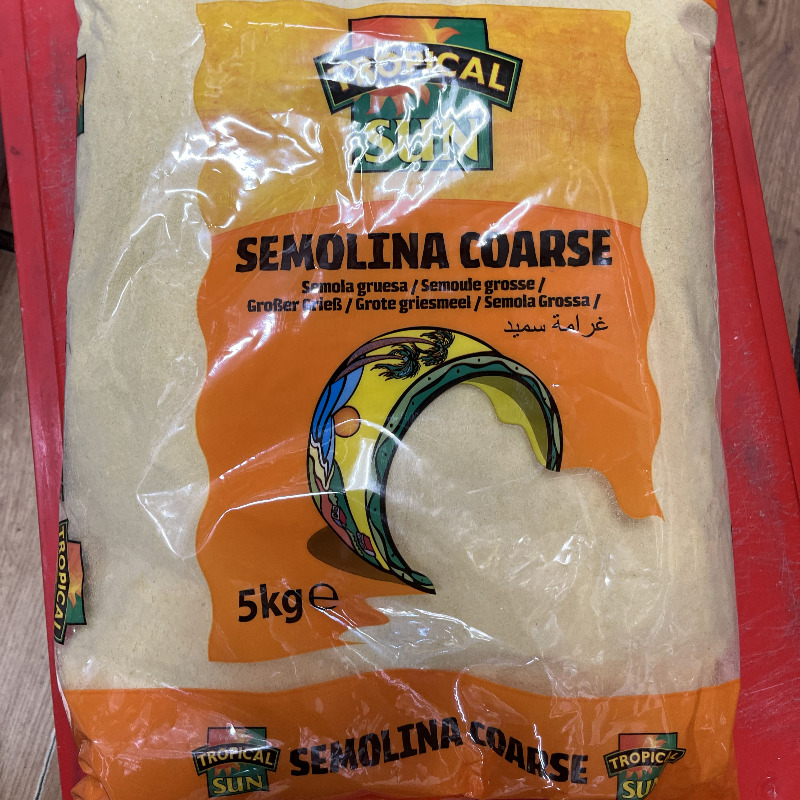 TROPICAL
SUN
SEMOLINA COARSE
Semola gruesa / Semoule grosse /
Großer Grieß / Grote griesmeel / Semola Grossa /
غرامة سميد
5kg℮
TROPICAL
TROPICAL
SUN
SEMOLINA COARSE
TROPICAL
SUN